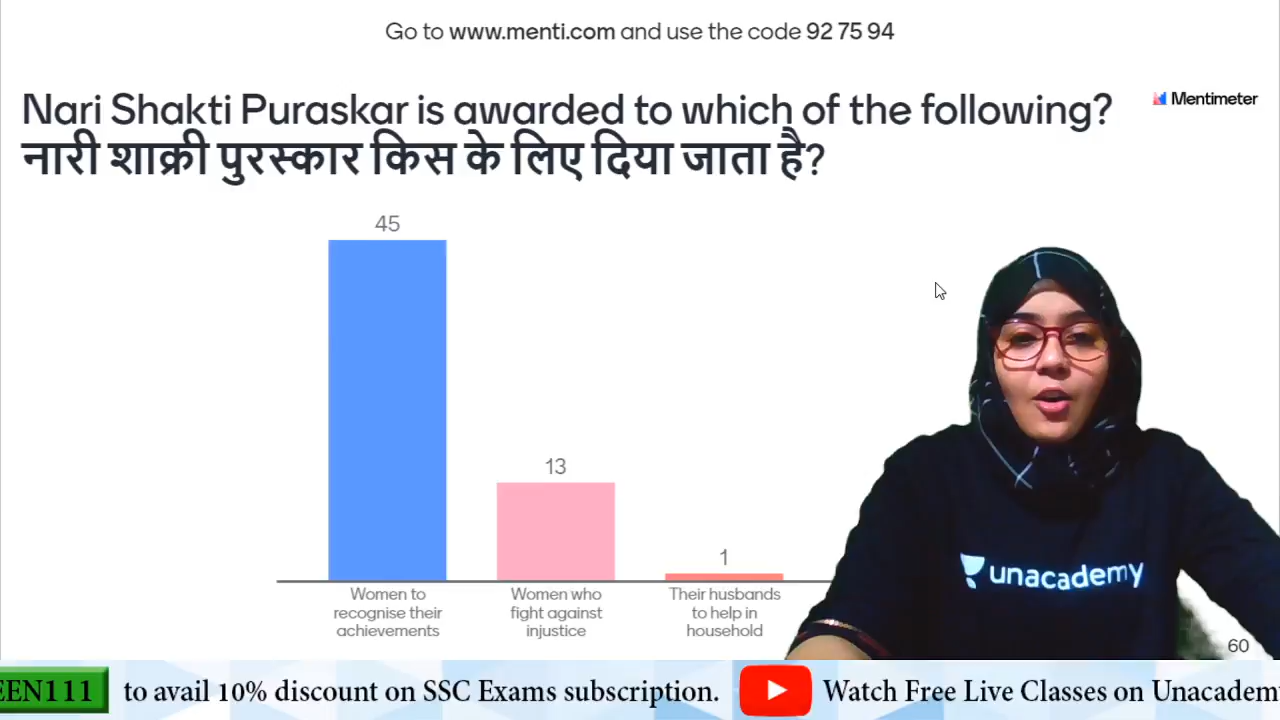 Go to www.menti.com and use the code 92 75 94
Nari Shakti Puraskar is awarded to which of the following?
Mentimeter
नारी शाक्री पुरस्कार किस के लिए दिया जाता है?
45
13
1
Women to
recognise their
achievements
Women who
fight against
injustice
Their husbands
to help in
household
unacademy
60
EEN111 to avail 10% discount on SSC Exams subscription. Watch Free Live Classes on Unacadem